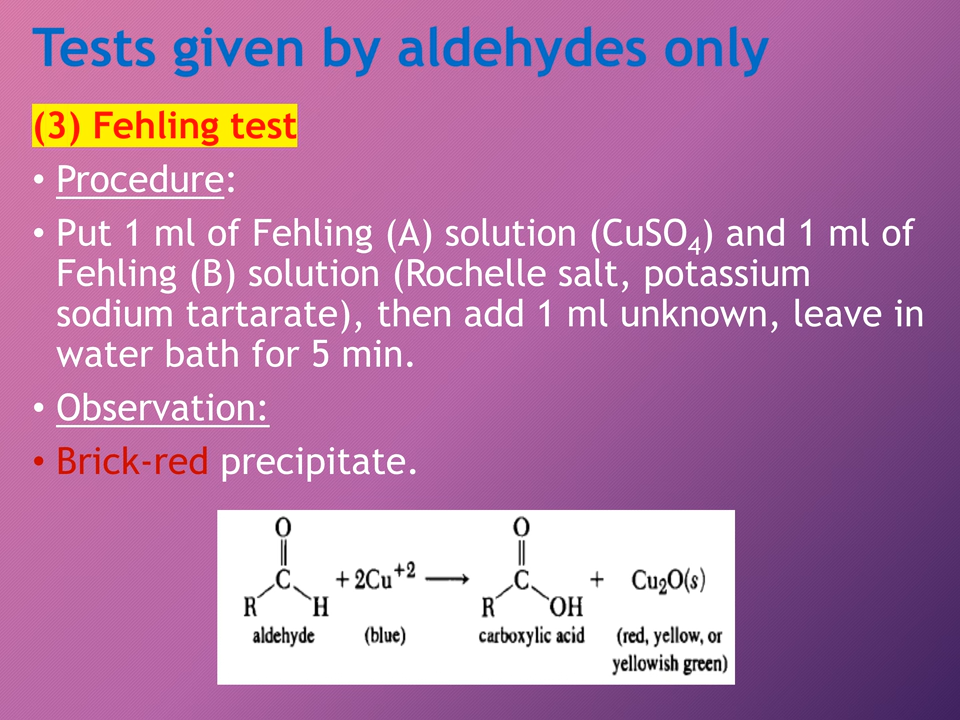 Tests given by aldehydes only
(3) Fehling test
• Procedure:
• Put 1 ml of Fehling (A) solution (CuSO₄) and 1 ml of
Fehling (B) solution (Rochelle salt, potassium
sodium tartarate), then add 1 ml unknown, leave in
water bath for 5 min.
• Observation:
• Brick-red precipitate.
O O
C + 2Cu⁺² ⟶ C + Cu₂O(s)
R H R OH
aldehyde (blue) carboxylic acid (red, yellow, or
yellowish green)